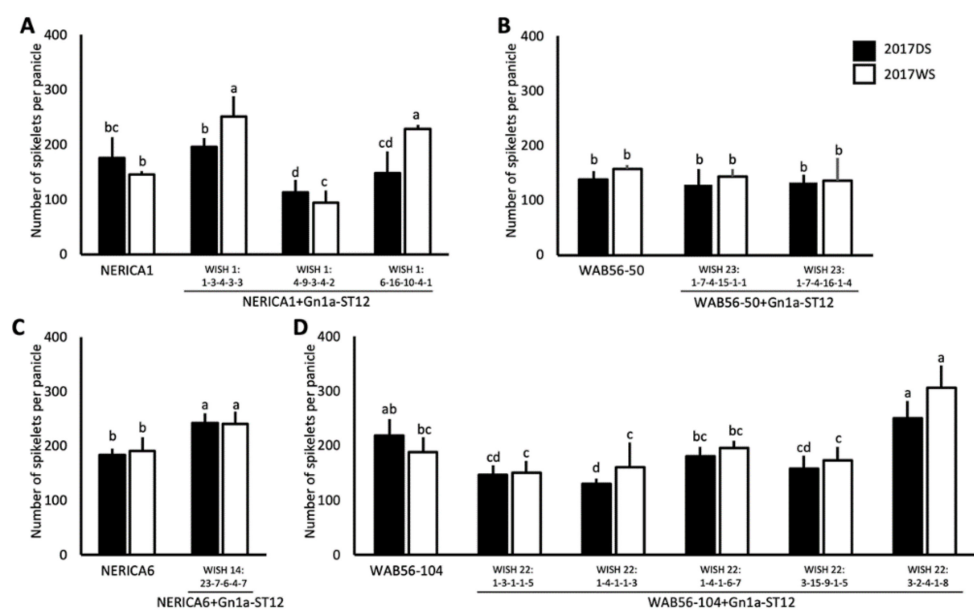 A
Number of spikelets per panicle
400
300
200
100
0
bc
b
b
a
d
c
cd
a
NERICA1
WISH 1:
1-3-4-3-3
WISH 1:
4-9-3-4-2
WISH 1:
6-16-10-4-1
NERICA1+Gn1a-ST12
B
2017DS
2017WS
Number of spikelets per panicle
400
300
200
100
0
b
b
b
b
b
b
WAB56-50
WISH 23:
1-7-4-15-1-1
WISH 23:
1-7-4-16-1-4
WAB56-50+Gn1a-ST12
C
Number of spikelets per panicle
400
300
200
100
0
b
b
a
a
NERICA6
WISH 14:
23-7-6-4-7
NERICA6+Gn1a-ST12
D
Number of spikelets per panicle
400
300
200
100
0
ab
bc
cd
c
d
c
bc
bc
cd
c
a
a
WAB56-104
WISH 22:
1-3-1-1-5
WISH 22:
1-4-1-1-3
WISH 22:
1-4-1-6-7
WISH 22:
3-15-9-1-5
WISH 22:
3-2-4-1-8
WAB56-104+Gn1a-ST12